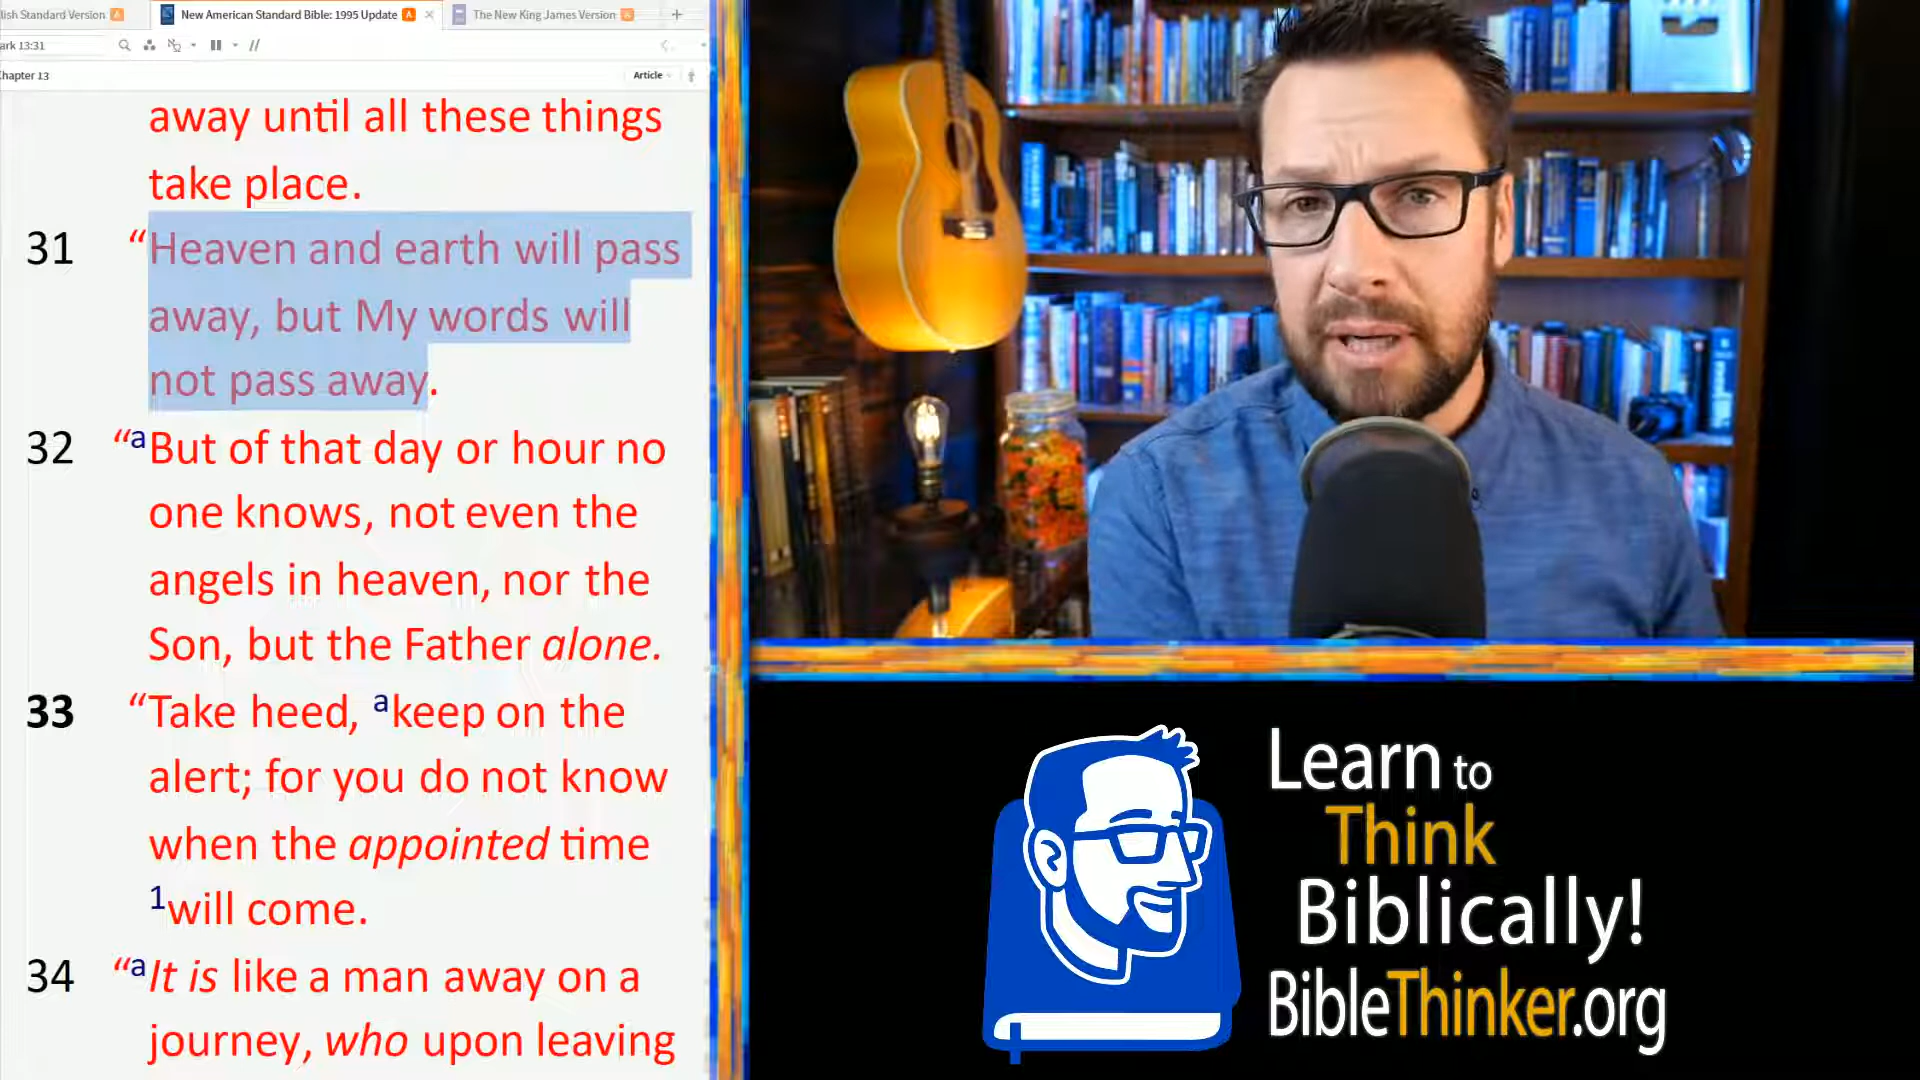 lish Standard Version A
New American Standard Bible: 1995 Update A
The New King James Version A
ark 13:31
hapter 13
Article
away until all these things
take place.
31 “Heaven and earth will pass
away, but My words will
not pass away.
32 “aBut of that day or hour no
one knows, not even the
angels in heaven, nor the
Son, but the Father alone.
33 “Take heed, akeep on the
alert; for you do not know
when the appointed time
1will come.
34 “aIt is like a man away on a
journey, who upon leaving
Learn to
Think
Biblically!
BibleThinker.org